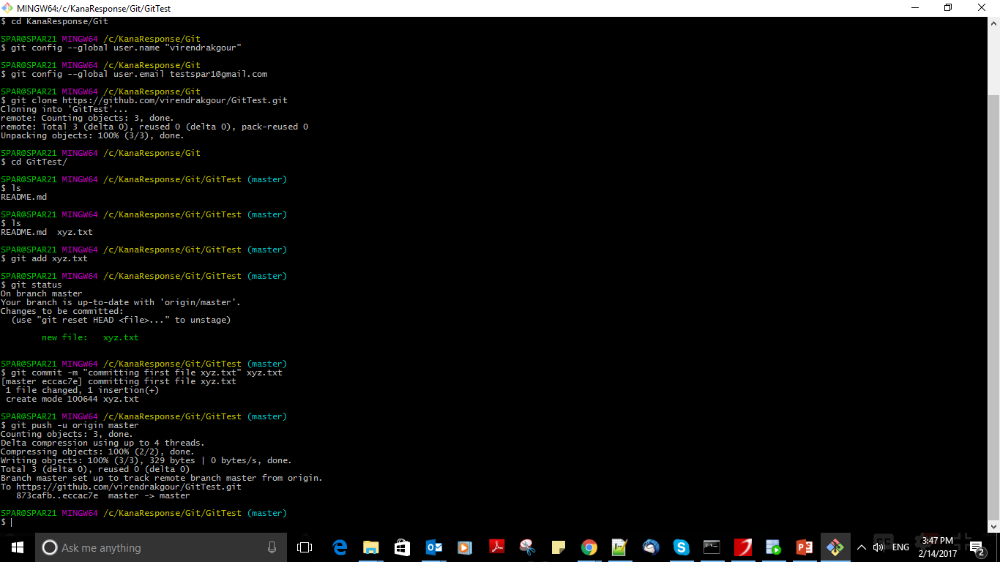 MINGW64:/c/KanaResponse/Git/GitTest
$ cd KanaResponse/Git
SPAR@SPAR21 MINGW64 /c/KanaResponse/Git
$ git config --global user.name "virendrakgour"
SPAR@SPAR21 MINGW64 /c/KanaResponse/Git
$ git config --global user.email testspar1@gmail.com
SPAR@SPAR21 MINGW64 /c/KanaResponse/Git
$ git clone https://github.com/virendrakgour/GitTest.git
Cloning into 'GitTest'...
remote: Counting objects: 3, done.
remote: Total 3 (delta 0), reused 0 (delta 0), pack-reused 0
Unpacking objects: 100% (3/3), done.
SPAR@SPAR21 MINGW64 /c/KanaResponse/Git
$ cd GitTest/
SPAR@SPAR21 MINGW64 /c/KanaResponse/Git/GitTest (master)
$ ls
README.md
SPAR@SPAR21 MINGW64 /c/KanaResponse/Git/GitTest (master)
$ ls
README.md  xyz.txt
SPAR@SPAR21 MINGW64 /c/KanaResponse/Git/GitTest (master)
$ git add xyz.txt
SPAR@SPAR21 MINGW64 /c/KanaResponse/Git/GitTest (master)
$ git status
On branch master
Your branch is up-to-date with 'origin/master'.
Changes to be committed:
  (use "git reset HEAD <file>..." to unstage)
        new file:   xyz.txt
SPAR@SPAR21 MINGW64 /c/KanaResponse/Git/GitTest (master)
$ git commit -m "committing first file xyz.txt" xyz.txt
[master eccac7e] committing first file xyz.txt
 1 file changed, 1 insertion(+)
 create mode 100644 xyz.txt
SPAR@SPAR21 MINGW64 /c/KanaResponse/Git/GitTest (master)
$ git push -u origin master
Counting objects: 3, done.
Delta compression using up to 4 threads.
Compressing objects: 100% (2/2), done.
Writing objects: 100% (3/3), 329 bytes | 0 bytes/s, done.
Total 3 (delta 0), reused 0 (delta 0)
Branch master set up to track remote branch master from origin.
To https://github.com/virendrakgour/GitTest.git
   873cafb..eccac7e  master -> master
SPAR@SPAR21 MINGW64 /c/KanaResponse/Git/GitTest (master)
$
Ask me anything
ENG
3:47 PM
2/14/2017
2